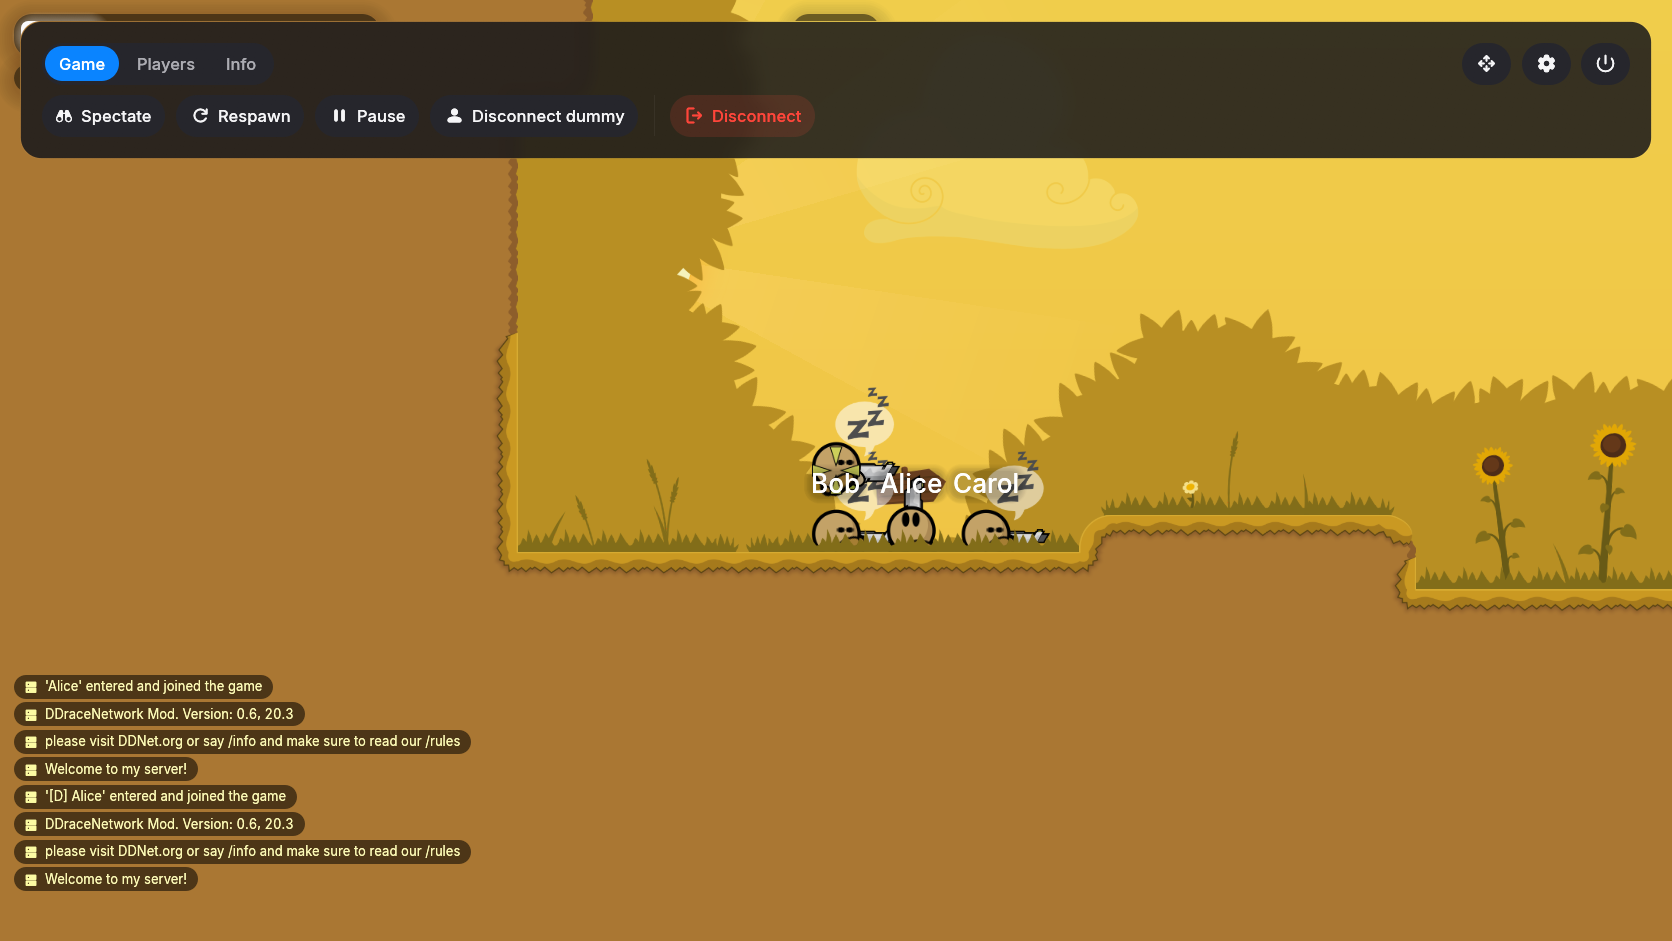 Game Players Info
Spectate Respawn Pause Disconnect dummy Disconnect
Bob Alice Carol
'Alice' entered and joined the game
DDraceNetwork Mod. Version: 0.6, 20.3
please visit DDNet.org or say /info and make sure to read our /rules
Welcome to my server!
'[D] Alice' entered and joined the game
DDraceNetwork Mod. Version: 0.6, 20.3
please visit DDNet.org or say /info and make sure to read our /rules
Welcome to my server!